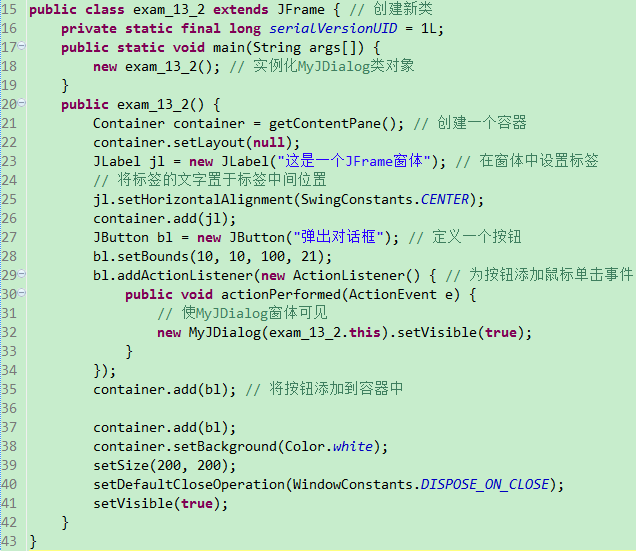 15 public class exam_13_2 extends JFrame { // 创建新类
16     private static final long serialVersionUID = 1L;
17     public static void main(String args[]) {
18         new exam_13_2(); // 实例化MyJDialog类对象
19     }
20     public exam_13_2() {
21         Container container = getContentPane(); // 创建一个容器
22         container.setLayout(null);
23         JLabel jl = new JLabel("这是一个JFrame窗体"); // 在窗体中设置标签
24         // 将标签的文字置于标签中间位置
25         jl.setHorizontalAlignment(SwingConstants.CENTER);
26         container.add(jl);
27         JButton bl = new JButton("弹出对话框"); // 定义一个按钮
28         bl.setBounds(10, 10, 100, 21);
29         bl.addActionListener(new ActionListener() { // 为按钮添加鼠标单击事件
30             public void actionPerformed(ActionEvent e) {
31                 // 使MyJDialog窗体可见
32                 new MyJDialog(exam_13_2.this).setVisible(true);
33             }
34         });
35         container.add(bl); // 将按钮添加到容器中
36
37         container.add(bl);
38         container.setBackground(Color.white);
39         setSize(200, 200);
40         setDefaultCloseOperation(WindowConstants.DISPOSE_ON_CLOSE);
41         setVisible(true);
42     }
43 }